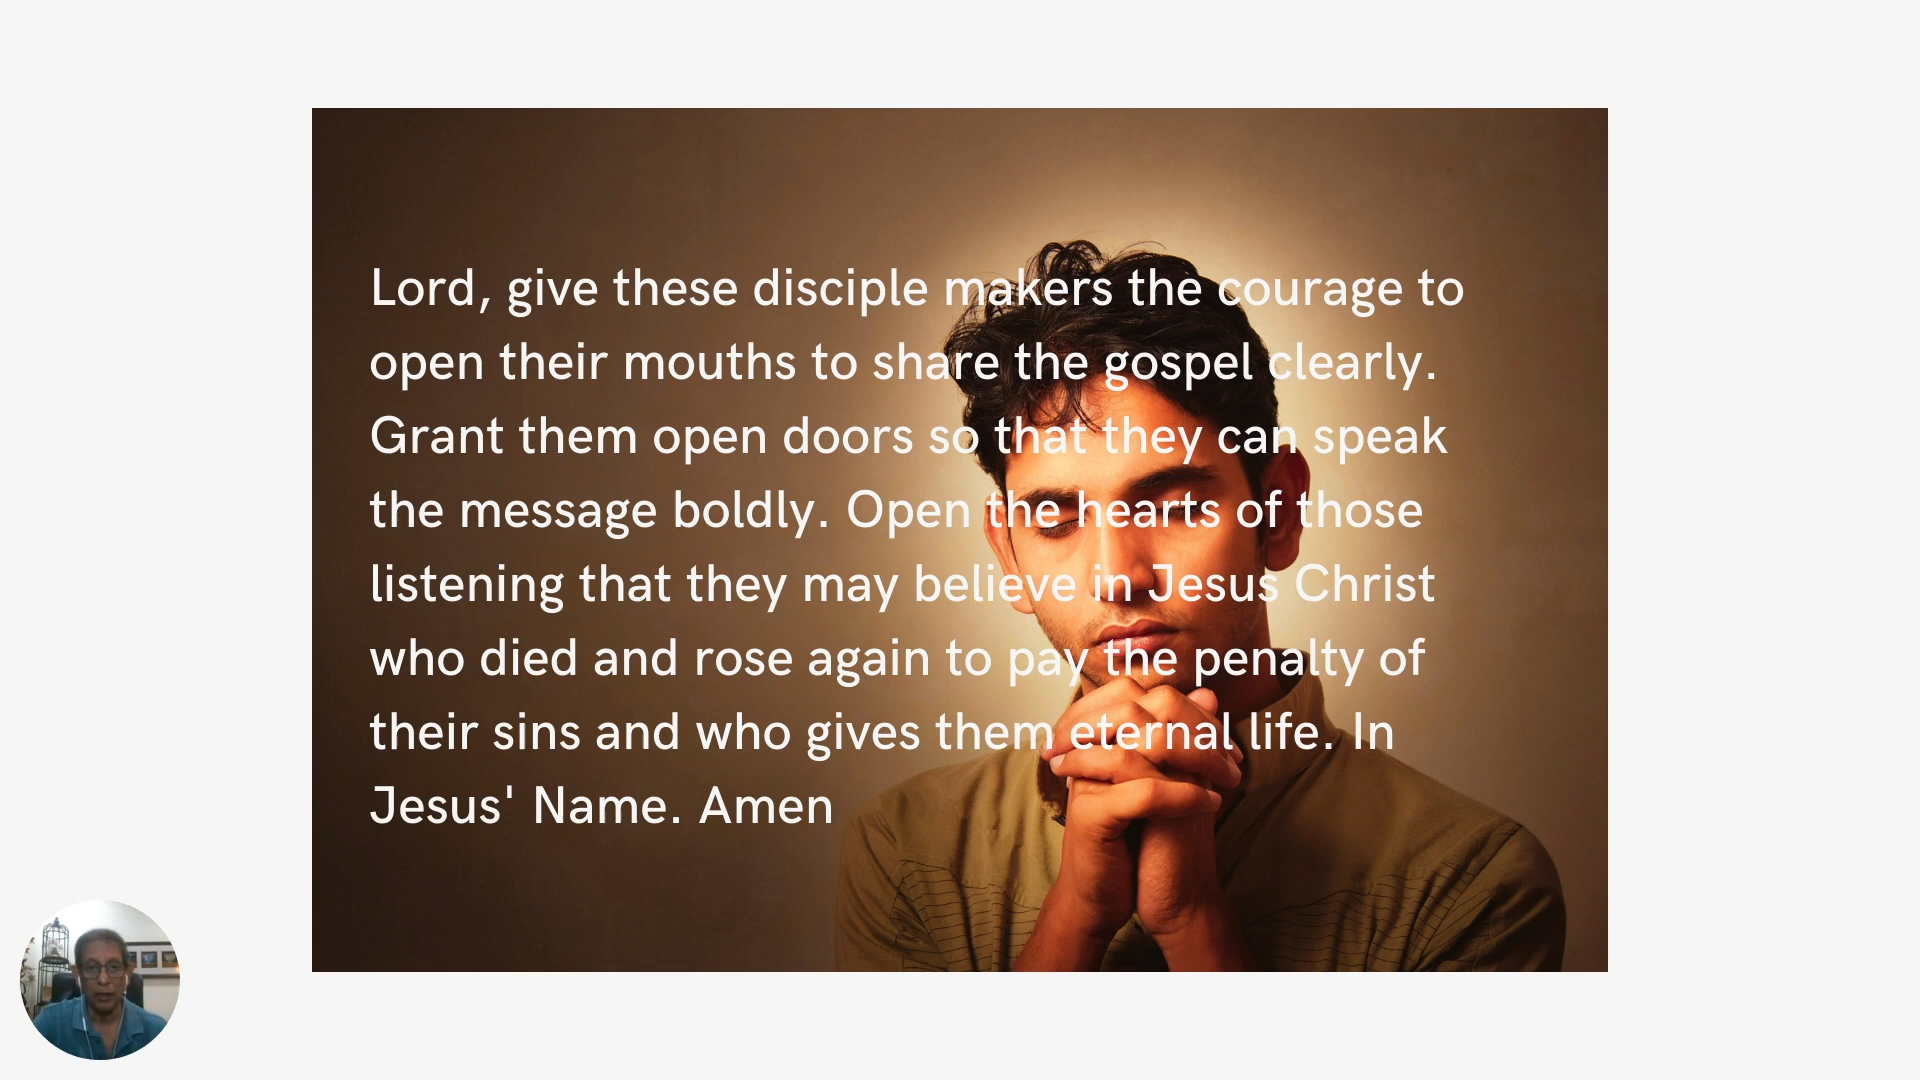 Lord, give these disciple makers the courage to
open their mouths to share the gospel clearly.
Grant them open doors so that they can speak
the message boldly. Open the hearts of those
listening that they may believe in Jesus Christ
who died and rose again to pay the penalty of
their sins and who gives them eternal life. In
Jesus' Name. Amen